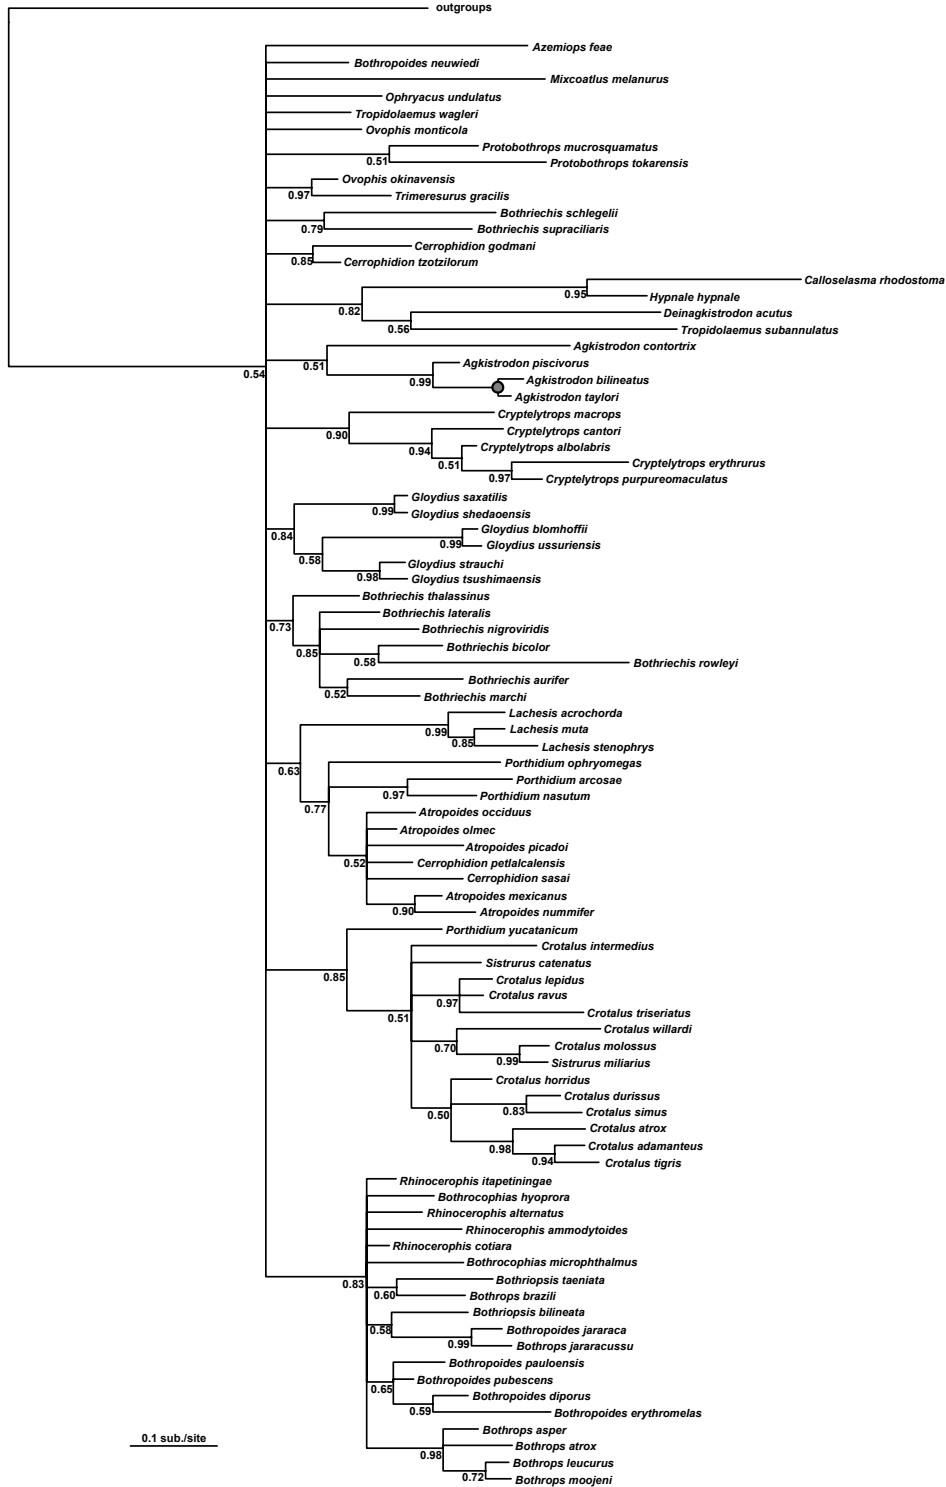 outgroups
Azemiops feae
Bothropoides neuwiedi
Mixcoatlus melanurus
Ophryacus undulatus
Tropidolaemus wagleri
Ovophis monticola
Protobothrops mucrosquamatus
0.51
Protobothrops tokarensis
Ovophis okinavensis
0.97
Trimeresurus gracilis
Bothriechis schlegelii
0.79
Bothriechis supraciliaris
Cerrophidion godmani
0.85
Cerrophidion tzotzilorum
Calloselasma rhodostoma
0.95
Hypnale hypnale
0.82
Deinagkistrodon acutus
0.56
Tropidolaemus subannulatus
Agkistrodon contortrix
0.51
Agkistrodon piscivorus
0.54
0.99
Agkistrodon bilineatus
Agkistrodon taylori
Cryptelytrops macrops
0.90
Cryptelytrops cantori
0.94
Cryptelytrops albolabris
0.51
Cryptelytrops erythrurus
0.97
Cryptelytrops purpureomaculatus
Gloydius saxatilis
0.99
Gloydius shedaoensis
0.84
Gloydius blomhoffii
0.99
Gloydius ussuriensis
0.58
Gloydius strauchi
0.98
Gloydius tsushimaensis
Bothriechis thalassinus
0.73
Bothriechis lateralis
Bothriechis nigroviridis
0.85
Bothriechis bicolor
0.58
Bothriechis rowleyi
Bothriechis aurifer
0.52
Bothriechis marchi
Lachesis acrochorda
0.99
Lachesis muta
0.85
Lachesis stenophrys
0.63
Porthidium ophryomegas
Porthidium arcosae
0.97
Porthidium nasutum
0.77
Atropoides occiduus
Atropoides olmec
Atropoides picadoi
0.52
Cerrophidion petlalcalensis
Cerrophidion sasai
Atropoides mexicanus
0.90
Atropoides nummifer
Porthidium yucatanicum
Crotalus intermedius
Sistrurus catenatus
0.85
Crotalus lepidus
Crotalus ravus
0.97
Crotalus triseriatus
0.51
Crotalus willardi
0.70
Crotalus molossus
0.99
Sistrurus miliarius
Crotalus horridus
Crotalus durissus
0.50
0.83
Crotalus simus
Crotalus atrox
0.98
Crotalus adamanteus
0.94
Crotalus tigris
Rhinocerophis itapetiningae
Bothrocophias hyoprora
Rhinocerophis alternatus
Rhinocerophis ammodytoides
Rhinocerophis cotiara
Bothrocophias microphthalmus
0.83
Bothriopsis taeniata
0.60
Bothrops brazili
Bothriopsis bilineata
0.58
Bothropoides jararaca
0.99
Bothrops jararacussu
Bothropoides pauloensis
Bothropoides pubescens
0.65
Bothropoides diporus
0.59
Bothropoides erythromelas
Bothrops asper
0.1 sub./site
Bothrops atrox
0.98
Bothrops leucurus
0.72
Bothrops moojeni